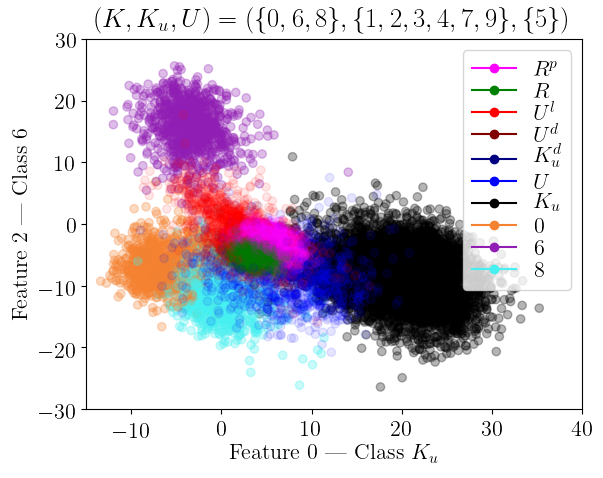 (K, K_u, U) = ({0, 6, 8}, {1, 2, 3, 4, 7, 9}, {5})
30
20
10
0
−10
−20
−30
Feature 2 — Class 6
R^p
R
U^l
U^d
K_u^d
U
K_u
0
6
8
−10 0 10 20 30 40
Feature 0 — Class K_u